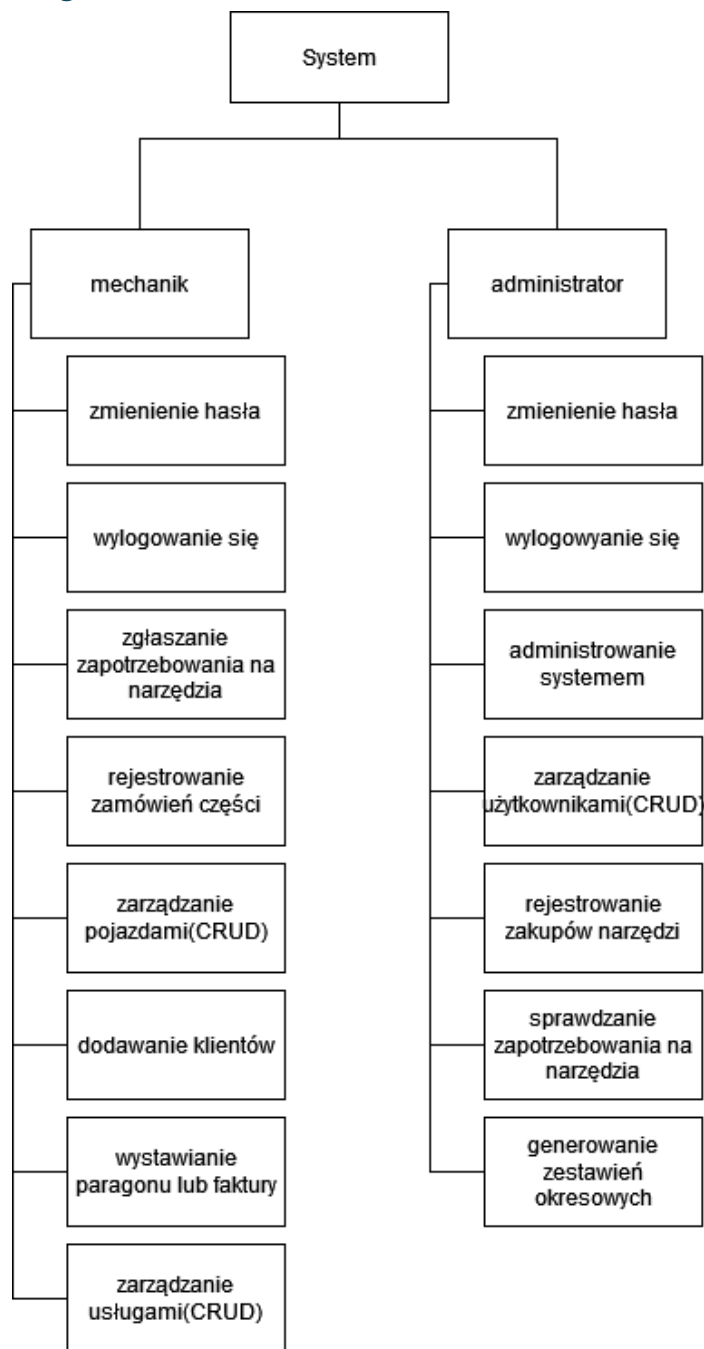 System
mechanik
administrator
zmienienie hasła
zmienienie hasła
wylogowanie się
wylogowyanie się
zgłaszanie
zapotrzebowania na
narzędzia
administrowanie
systemem
rejestrowanie
zamówień części
zarządzanie
użytkownikami(CRUD)
zarządzanie
pojazdami(CRUD)
rejestrowanie
zakupów narzędzi
dodawanie klientów
sprawdzanie
zapotrzebowania na
narzędzia
wystawianie
paragonu lub faktury
generowanie
zestawień
okresowych
zarządzanie
usługami(CRUD)